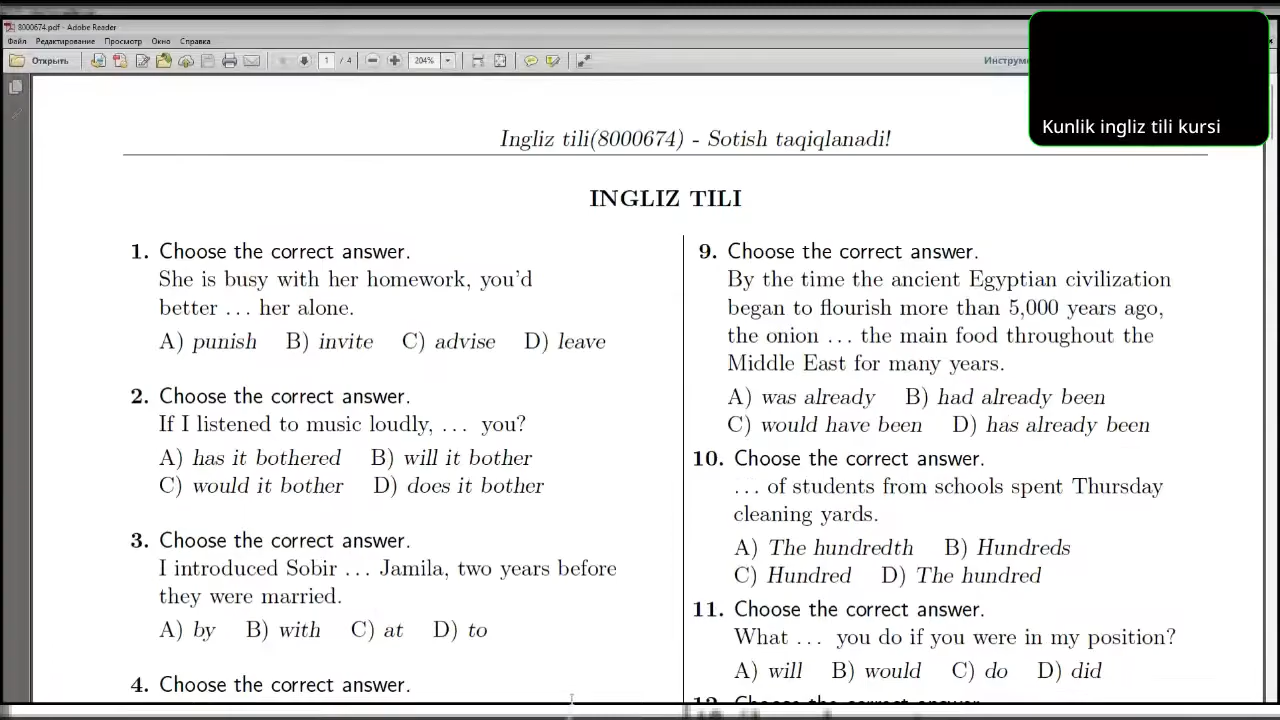 8000674.pdf - Adobe Reader
Файл Редактирование Просмотр Окно Справка
Открыть 1 / 4 204%
Kunlik ingliz tili kursi
Ingliz tili(8000674) - Sotish taqiqlanadi!
INGLIZ TILI
1. Choose the correct answer.
She is busy with her homework, you'd
better ... her alone.
A) punish B) invite C) advise D) leave
2. Choose the correct answer.
If I listened to music loudly, ... you?
A) has it bothered B) will it bother
C) would it bother D) does it bother
3. Choose the correct answer.
I introduced Sobir ... Jamila, two years before
they were married.
A) by B) with C) at D) to
4. Choose the correct answer.
9. Choose the correct answer.
By the time the ancient Egyptian civilization
began to flourish more than 5,000 years ago,
the onion ... the main food throughout the
Middle East for many years.
A) was already B) had already been
C) would have been D) has already been
10. Choose the correct answer.
... of students from schools spent Thursday
cleaning yards.
A) The hundredth B) Hundreds
C) Hundred D) The hundred
11. Choose the correct answer.
What ... you do if you were in my position?
A) will B) would C) do D) did
12. Choose the correct answer.